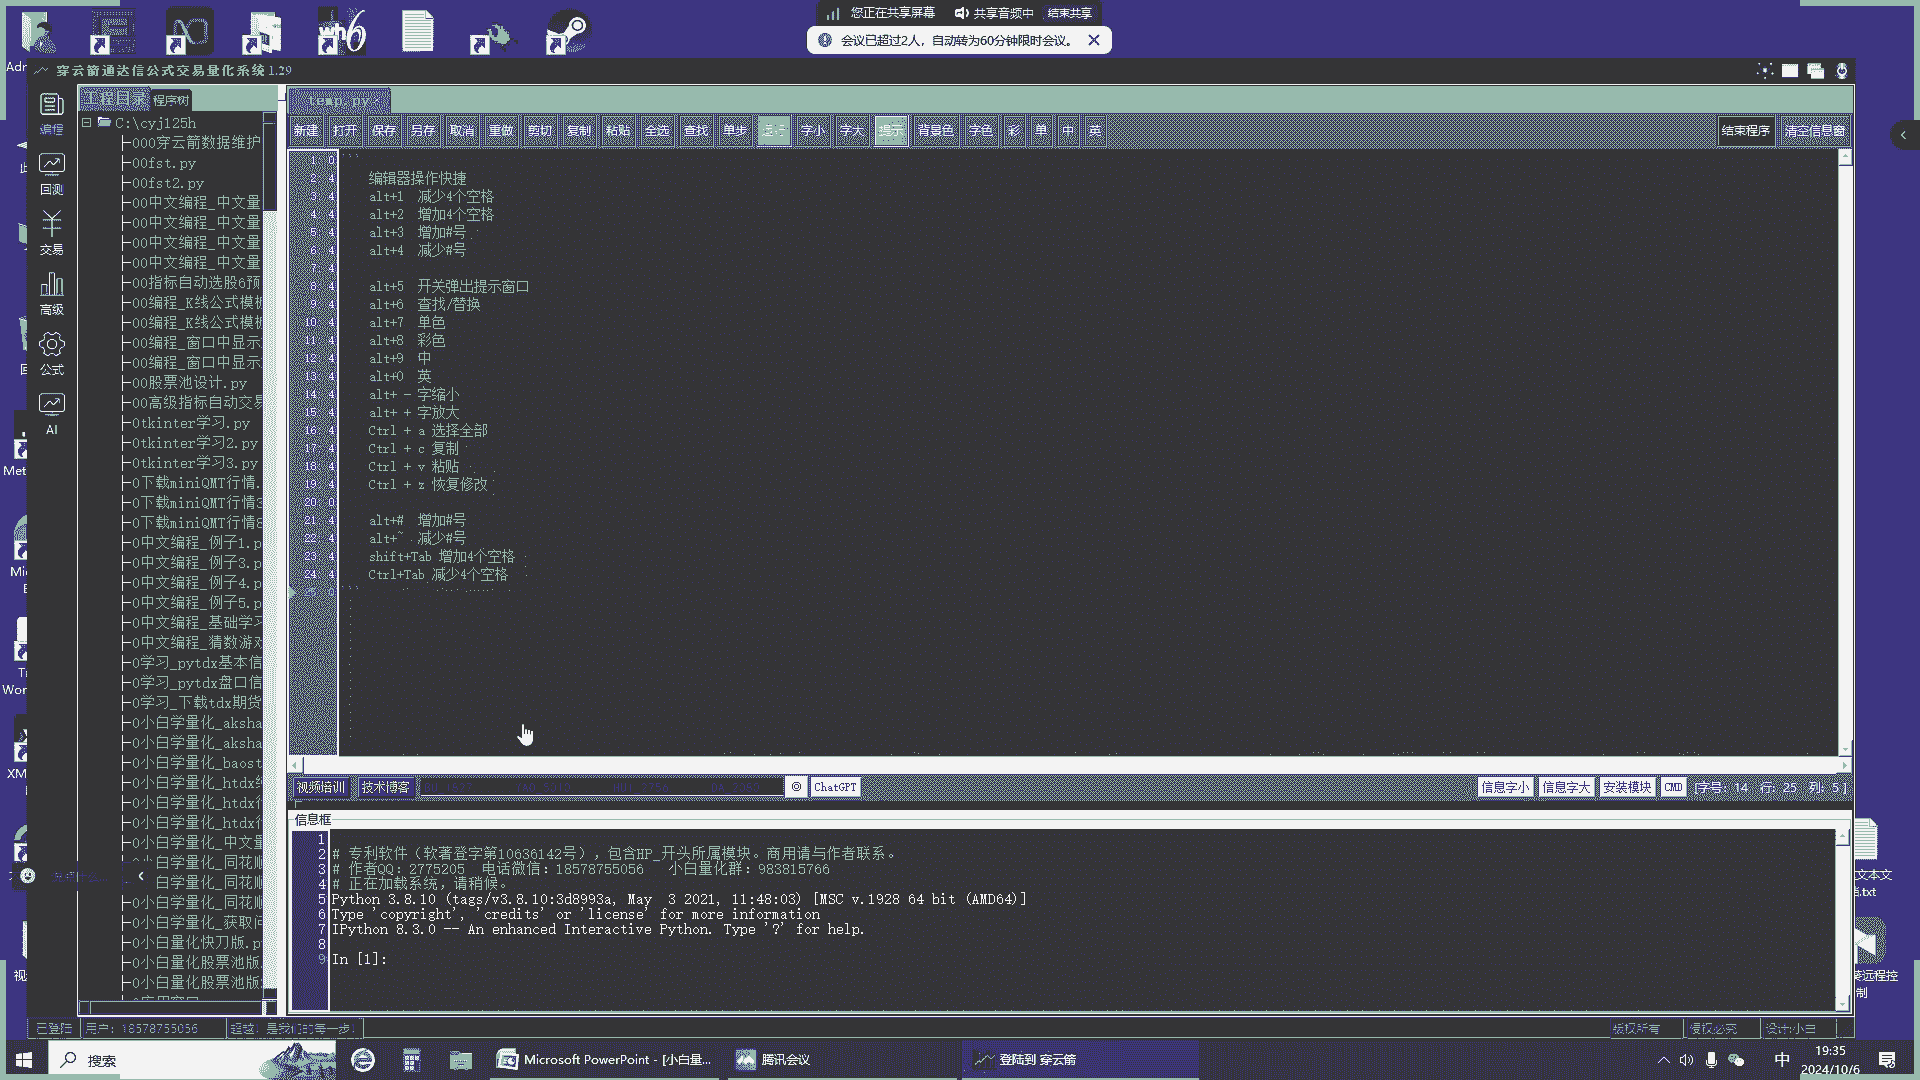 您正在共享屏幕 共享音频中 结束共享
会议已超过2人，自动转为60分钟限时会议。
穿云箭通达信公式交易量化系统1.29
工程目录 程序树
temp.py
新建 打开 保存 另存 取消 重做 剪切 复制 粘贴 全选 查找 单步 运行 字小 字大 提示 背景色 字色 彩 单 中 英 结束程序 清空信息窗
编程
回测
交易
高级
公式
AI
C:\cyj125h
000穿云箭数据维护
00fst.py
00fst2.py
00中文编程_中文量
00中文编程_中文量
00中文编程_中文量
00中文编程_中文量
00指标自动选股6预
00编程_K线公式模板
00编程_K线公式模板
00编程_窗口中显示
00编程_窗口中显示
00股票池设计.py
00高级指标自动交易
0tkinter学习.py
0tkinter学习2.py
0tkinter学习3.py
0下载miniQMT行情.
0下载miniQMT行情3
0下载miniQMT行情8
0中文编程_例子1.p
0中文编程_例子3.p
0中文编程_例子4.p
0中文编程_例子5.p
0中文编程_基础学习
0中文编程_猜数游戏
0学习_pytdx基本信
0学习_pytdx盘口信
0学习_下载tdx期货
0小白学量化_aksha
0小白学量化_aksha
0小白学量化_baost
0小白学量化_htdx
0小白学量化_htdx
0小白学量化_htdx
0小白学量化_中文量
白学量化_同花顺
白学量化_同花顺
0小白学量化_同花顺
0小白学量化_获取问
0小白量化快刀版.p
0小白量化股票池版
0小白量化股票池版
编辑器操作快捷
alt+1 减少4个空格
alt+2 增加4个空格
alt+3 增加#号
alt+4 减少#号
alt+5 开关弹出提示窗口
alt+6 查找/替换
alt+7 单色
alt+8 彩色
alt+9 中
alt+0 英
alt+ - 字缩小
alt+ + 字放大
Ctrl + a 选择全部
Ctrl + c 复制
Ctrl + v 粘贴
Ctrl + z 恢复修改
alt+# 增加#号
alt+~ 减少#号
shift+Tab 增加4个空格
Ctrl+Tab 减少4个空格
视频培训 技术博客 ChatGPT 信息字小 信息字大 安装模块 CMD [字号: 14 行: 25 列: 5]
信息框
# 专利软件（软著登字第10636142号），包含HP_开头所属模块。商用请与作者联系。
# 作者QQ：2775205 电话微信：18578755056 小白量化群：983815766
# 正在加载系统，请稍候。
Python 3.8.10 (tags/v3.8.10:3d8993a, May 3 2021, 11:48:03) [MSC v.1928 64 bit (AMD64)]
Type 'copyright', 'credits' or 'license' for more information
IPython 8.3.0 -- An enhanced Interactive Python. Type '?' for help.
In [1]:
已登陆 用户：18578755056 超越！是我们的每一步！ 版权所有 侵权必究 设计:小白
搜索 Microsoft PowerPoint - [小白量... 腾讯会议 登陆到 穿云箭 中 19:35
2024/10/6